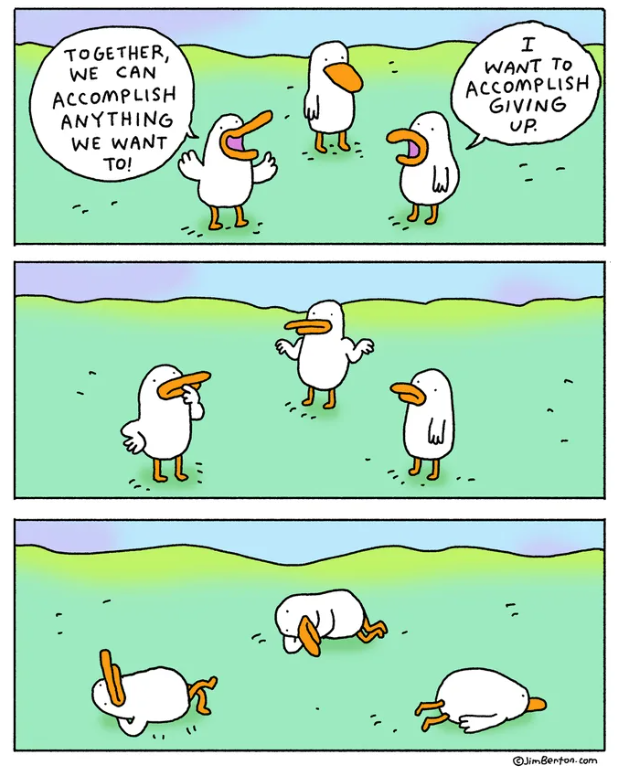 TOGETHER,
WE CAN
ACCOMPLISH
ANYTHING
WE WANT
TO!
I
WANT TO
ACCOMPLISH
GIVING
UP.
©JimBenton.com